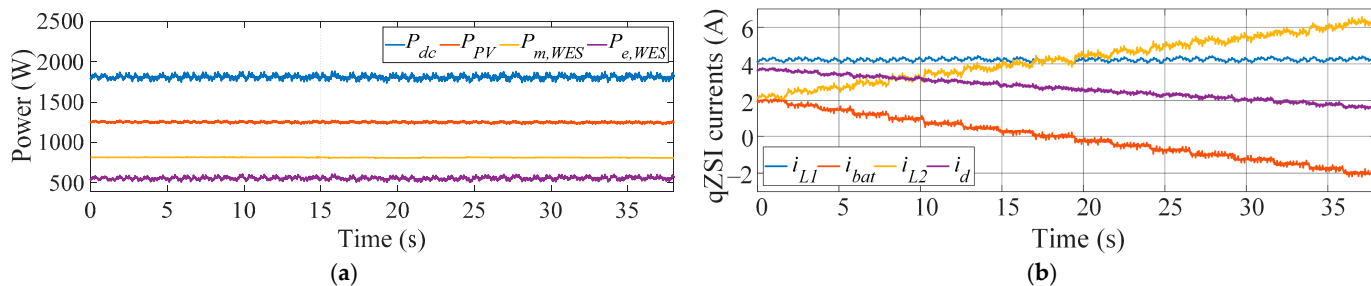 2500
2000
1500
1000
500
Power (W)
P_dc P_PV P_m,WES P_e,WES
0 5 10 15 20 25 30 35
Time (s)
(a)
6
4
2
0
−2
qZSI currents (A)
i_L1 i_bat i_L2 i_d
0 5 10 15 20 25 30 35
Time (s)
(b)